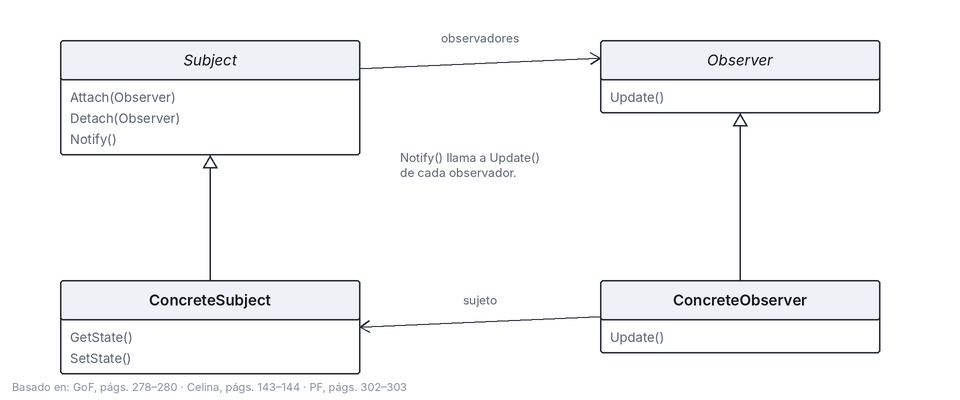 observadores
Subject
Observer
Attach(Observer)
Detach(Observer)
Notify()
Update()
Notify() llama a Update()
de cada observador.
ConcreteSubject
sujeto
ConcreteObserver
GetState()
SetState()
Update()
Basado en: GoF, págs. 278–280 · Celina, págs. 143–144 · PF, págs. 302–303